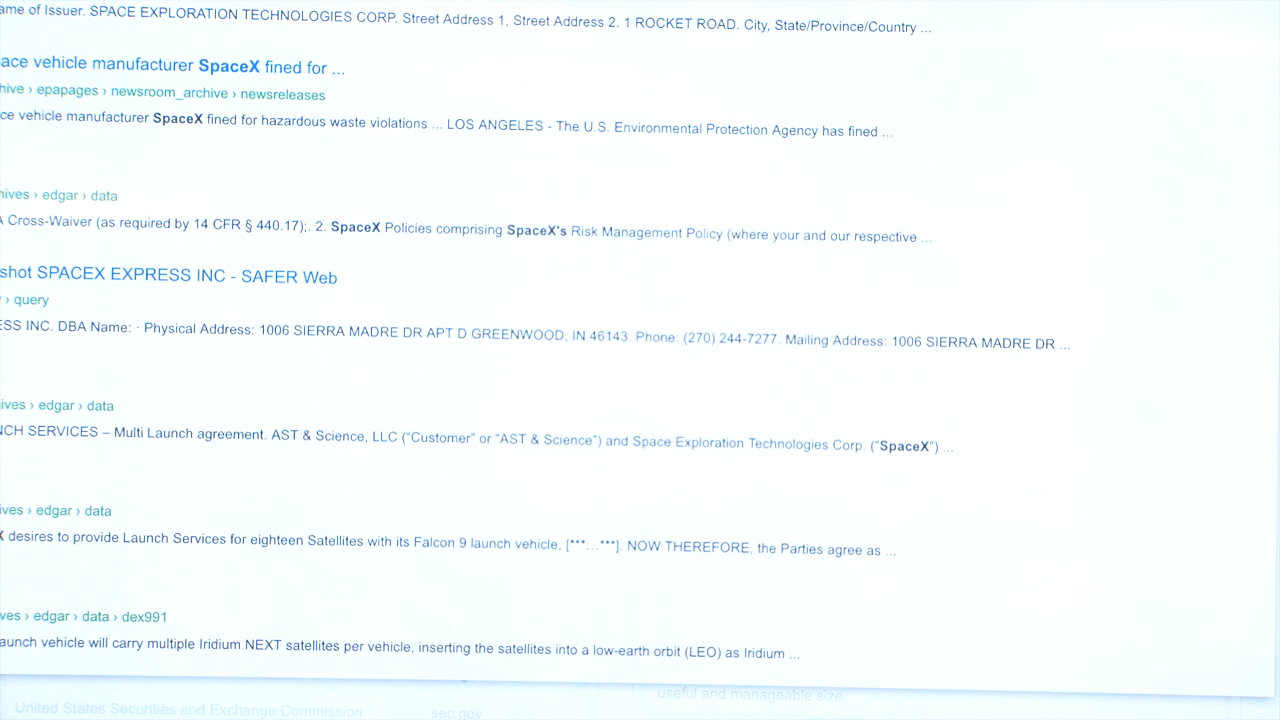 ame of Issuer. SPACE EXPLORATION TECHNOLOGIES CORP. Street Address 1, Street Address 2. 1 ROCKET ROAD. City, State/Province/Country ...
ace vehicle manufacturer SpaceX fined for ...
hive › epapages › newsroom_archive › newsreleases
ce vehicle manufacturer SpaceX fined for hazardous waste violations ... LOS ANGELES - The U.S. Environmental Protection Agency has fined ...
hives › edgar › data
A Cross-Waiver (as required by 14 CFR § 440.17);. 2. SpaceX Policies comprising SpaceX's Risk Management Policy (where your and our respective ...
shot SPACEX EXPRESS INC - SAFER Web
› query
ESS INC. DBA Name: · Physical Address: 1006 SIERRA MADRE DR APT D GREENWOOD, IN 46143. Phone: (270) 244-7277. Mailing Address: 1006 SIERRA MADRE DR ...
ives › edgar › data
NCH SERVICES – Multi Launch agreement. AST & Science, LLC ("Customer" or "AST & Science") and Space Exploration Technologies Corp. ("SpaceX") ...
ives › edgar › data
X desires to provide Launch Services for eighteen Satellites with its Falcon 9 launch vehicle, [***...***]. NOW THEREFORE, the Parties agree as ...
ves › edgar › data › dex991
aunch vehicle will carry multiple Iridium NEXT satellites per vehicle, inserting the satellites into a low-earth orbit (LEO) as Iridium ...
useful and manageable size
United States Securities and Exchange Commission sec.gov